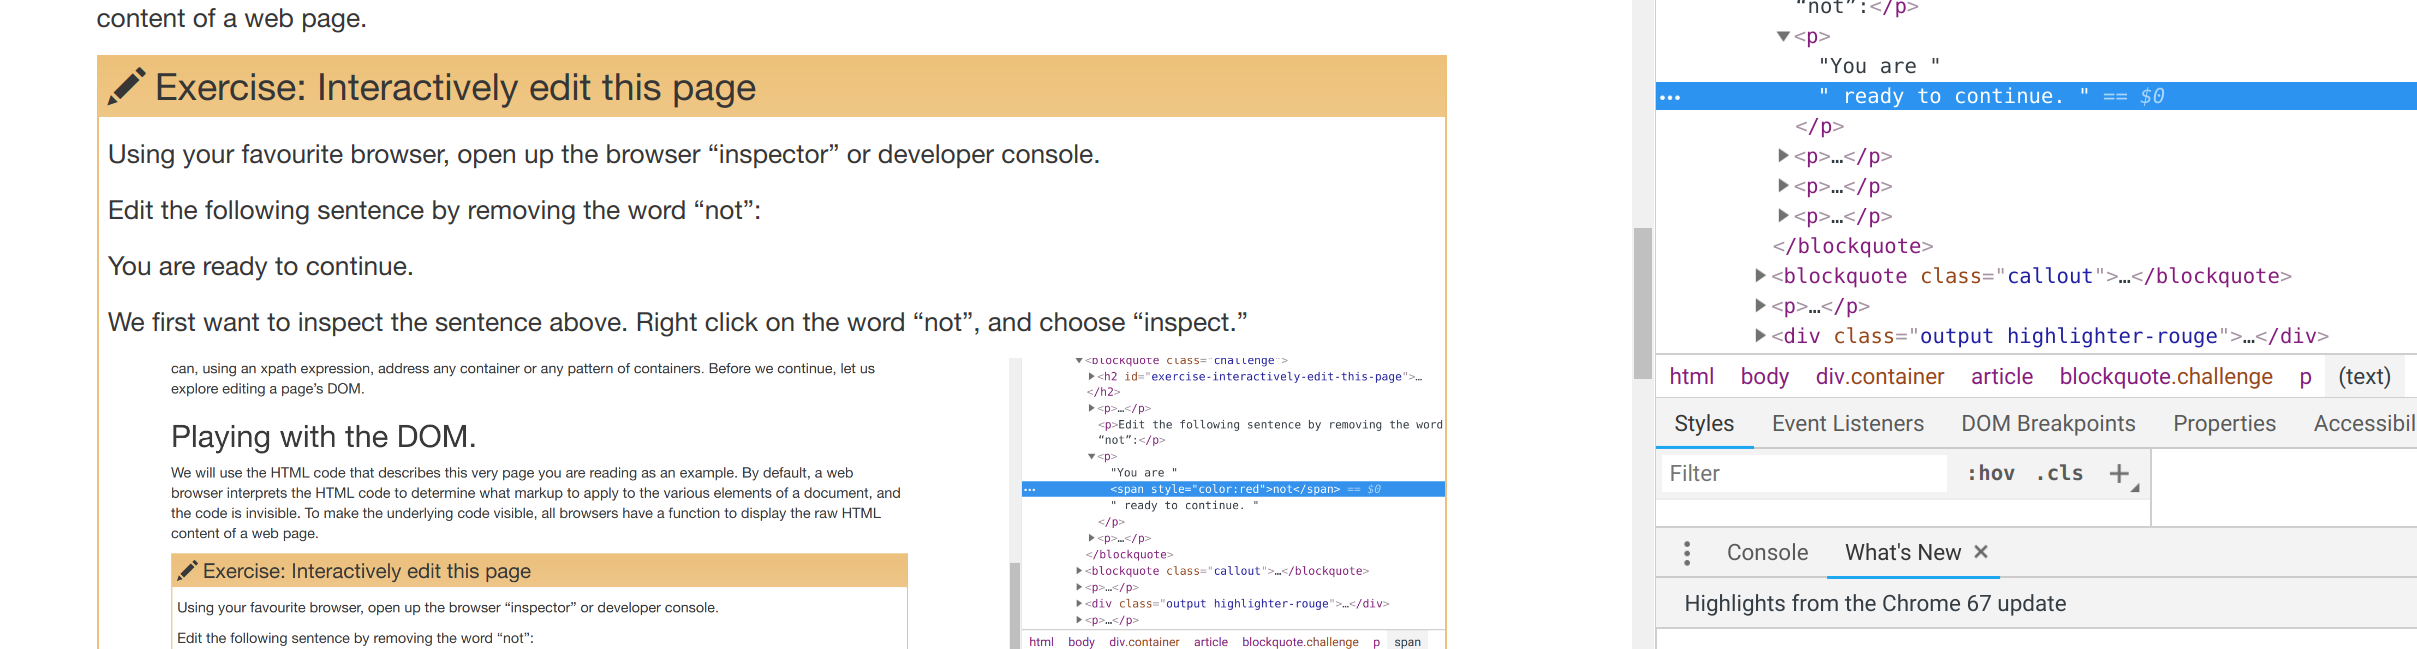 content of a web page.
Exercise: Interactively edit this page
Using your favourite browser, open up the browser “inspector” or developer console.
Edit the following sentence by removing the word “not”:
You are ready to continue.
We first want to inspect the sentence above. Right click on the word “not”, and choose “inspect.”
can, using an xpath expression, address any container or any pattern of containers. Before we continue, let us
explore editing a page’s DOM.
Playing with the DOM.
We will use the HTML code that describes this very page you are reading as an example. By default, a web
browser interprets the HTML code to determine what markup to apply to the various elements of a document, and
the code is invisible. To make the underlying code visible, all browsers have a function to display the raw HTML
content of a web page.
Exercise: Interactively edit this page
Using your favourite browser, open up the browser “inspector” or developer console.
Edit the following sentence by removing the word “not”:
<blockquote class="challenge">
<h2 id="exercise-interactively-edit-this-page">…
</h2>
<p>…</p>
<p>Edit the following sentence by removing the word
“not”:</p>
<p>
"You are "
… <span style="color:red">not</span> == $0
" ready to continue. "
</p>
<p>…</p>
</blockquote>
<blockquote class="callout">…</blockquote>
<p>…</p>
<div class="output highlighter-rouge">…</div>
<p>…</p>
html body div.container article blockquote.challenge p span
“not”:</p>
<p>
"You are "
… " ready to continue. " == $0
</p>
<p>…</p>
<p>…</p>
<p>…</p>
</blockquote>
<blockquote class="callout">…</blockquote>
<p>…</p>
<div class="output highlighter-rouge">…</div>
html body div.container article blockquote.challenge p (text)
Styles Event Listeners DOM Breakpoints Properties Accessibil
Filter :hov .cls +
Console What's New ×
Highlights from the Chrome 67 update